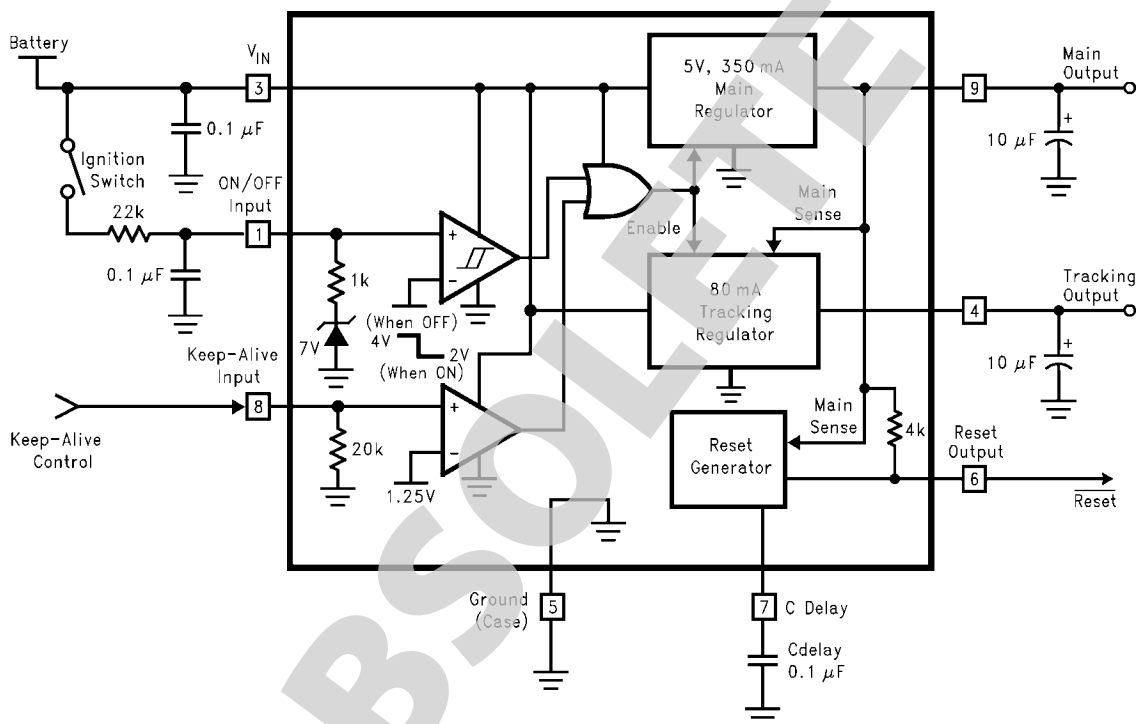 Battery
V_IN
3
0.1 μF
Ignition
Switch
ON/OFF
Input
22k
1
0.1 μF
1k
7V
(When OFF)
4V
2V
(When ON)
+
−
Keep-Alive
Input
8
Keep-Alive
Control
20k
+
−
1.25V
5V, 350 mA
Main
Regulator
Enable
Main
Sense
80 mA
Tracking
Regulator
Main
Sense
Reset
Generator
4k
9
Main
Output
+
10 μF
4
Tracking
Output
+
10 μF
Reset
Output
6
Reset
Ground
(Case)
5
7
C Delay
Cdelay
0.1 μF
OBSOLETE